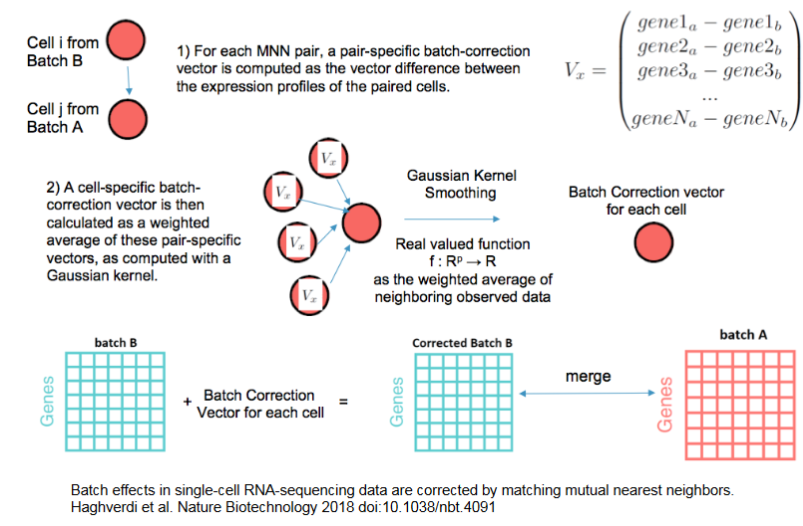 Cell i from
Batch B
Cell j from
Batch A
1) For each MNN pair, a pair-specific batch-correction
vector is computed as the vector difference between
the expression profiles of the paired cells.
Vₓ =
gene1ₐ − gene1_b
gene2ₐ − gene2_b
gene3ₐ − gene3_b
...
geneNₐ − geneN_b
2) A cell-specific batch-
correction vector is then
calculated as a weighted
average of these pair-specific
vectors, as computed with a
Gaussian kernel.
Vₓ
Vₓ
Vₓ
Vₓ
Gaussian Kernel
Smoothing
Real valued function
f : Rᵖ → R
as the weighted average of
neighboring observed data
Batch Correction vector
for each cell
batch B
Genes
+ Batch Correction
Vector for each cell
=
Corrected Batch B
Genes
merge
batch A
Genes
Batch effects in single-cell RNA-sequencing data are corrected by matching mutual nearest neighbors.
Haghverdi et al. Nature Biotechnology 2018 doi:10.1038/nbt.4091